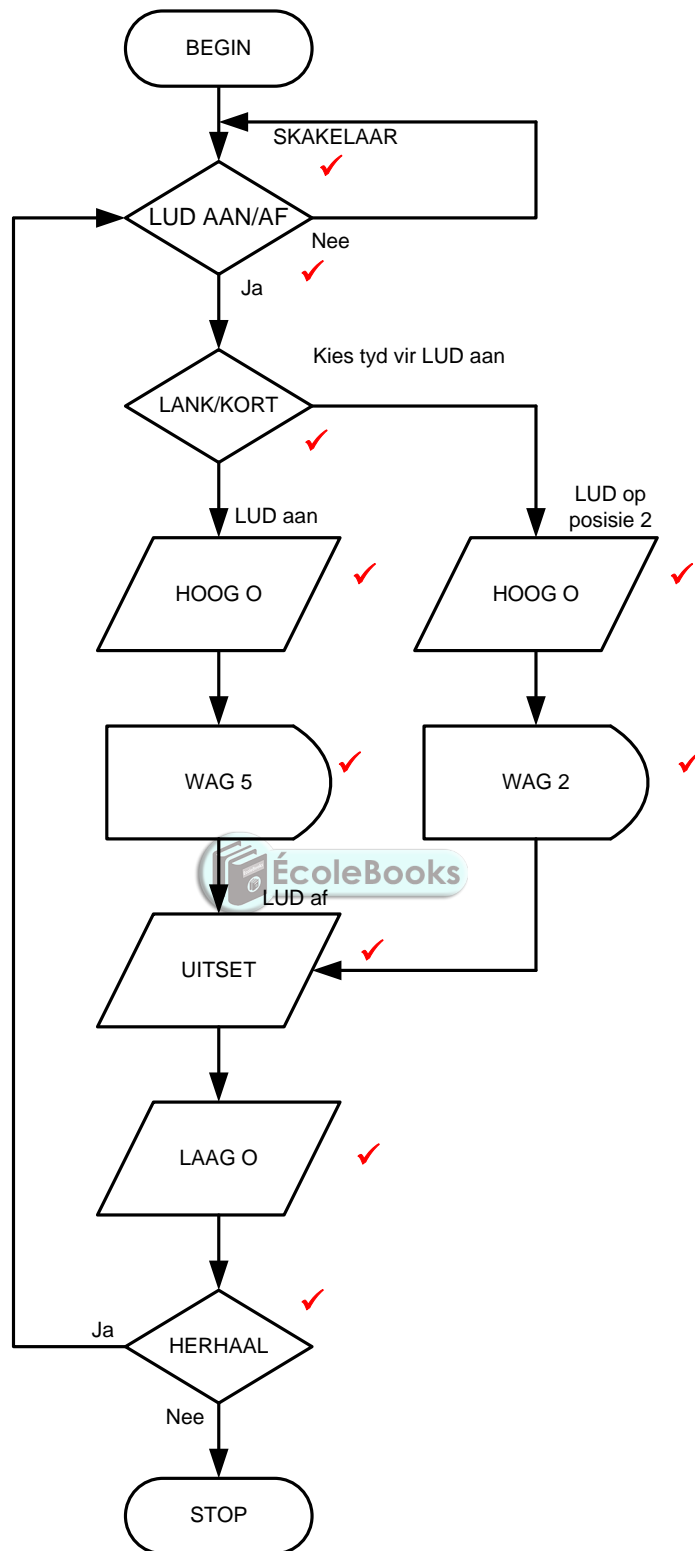 BEGIN
SKAKELAAR
LUD AAN/AF
Nee
Ja
Kies tyd vir LUD aan
LANK/KORT
LUD aan
LUD op
posisie 2
HOOG O
HOOG O
WAG 5
WAG 2
ÉcoleBooks
LUD af
UITSET
LAAG O
Ja
HERHAAL
Nee
STOP